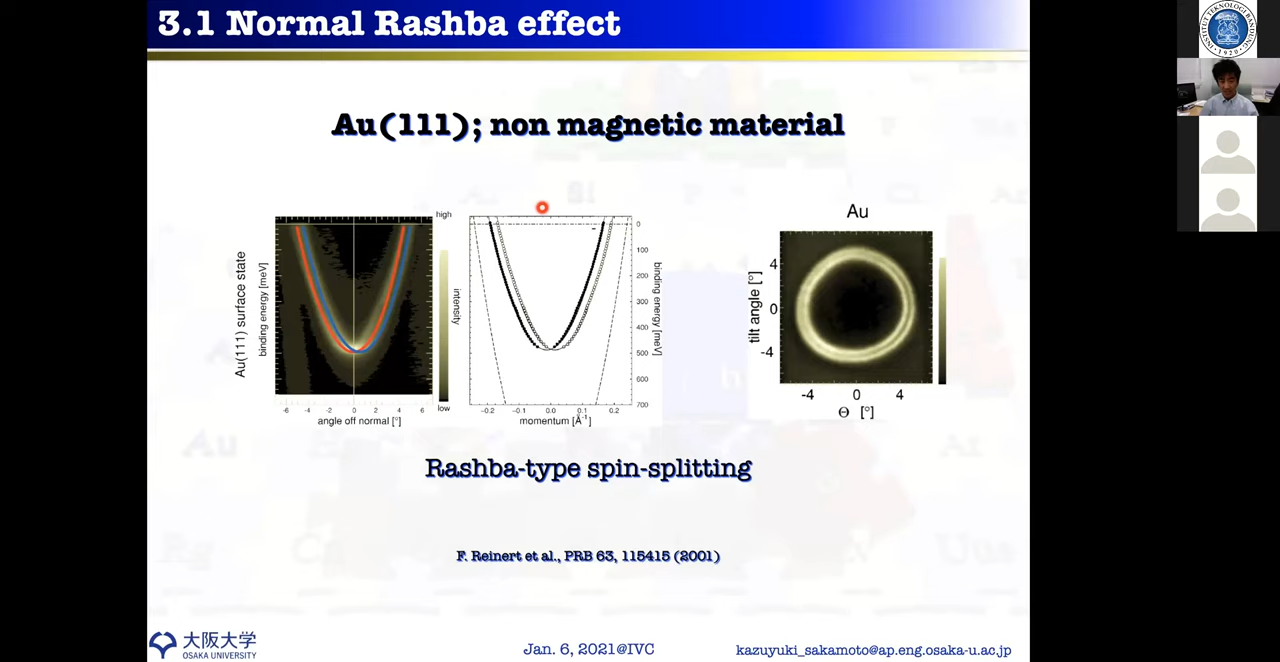 3.1 Normal Rashba effect
Au(111); non magnetic material
Au(111) surface state
binding energy [meV]
-6 -4 -2 0 2 4 6
angle off normal [°]
high
intensity
low
0
100
200
300
400
500
600
700
binding energy [meV]
-0.2 -0.1 0.0 0.1 0.2
momentum [Å⁻¹]
Au
tilt angle [°]
4
0
-4
-4 0 4
Θ [°]
Rashba-type spin-splitting
F. Reinert et al., PRB 63, 115415 (2001)
大阪大学
OSAKA UNIVERSITY
Jan. 6, 2021@IVC
kazuyuki_sakamoto@ap.eng.osaka-u.ac.jp
INSTITUT TEKNOLOGI BANDUNG
1920